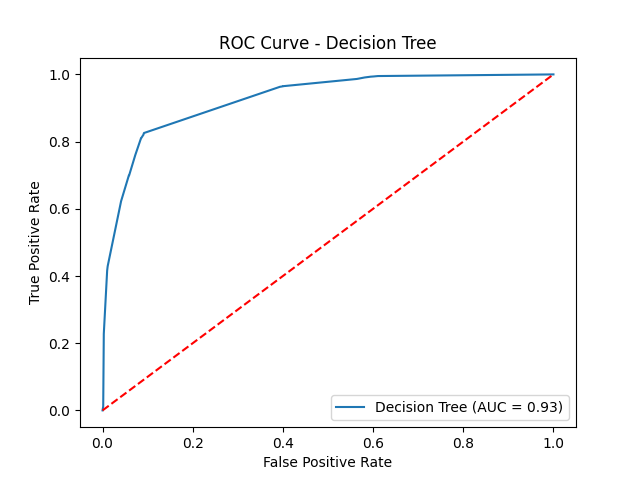 ROC Curve - Decision Tree
True Positive Rate
1.0
0.8
0.6
0.4
0.2
0.0
0.0 0.2 0.4 0.6 0.8 1.0
False Positive Rate
Decision Tree (AUC = 0.93)